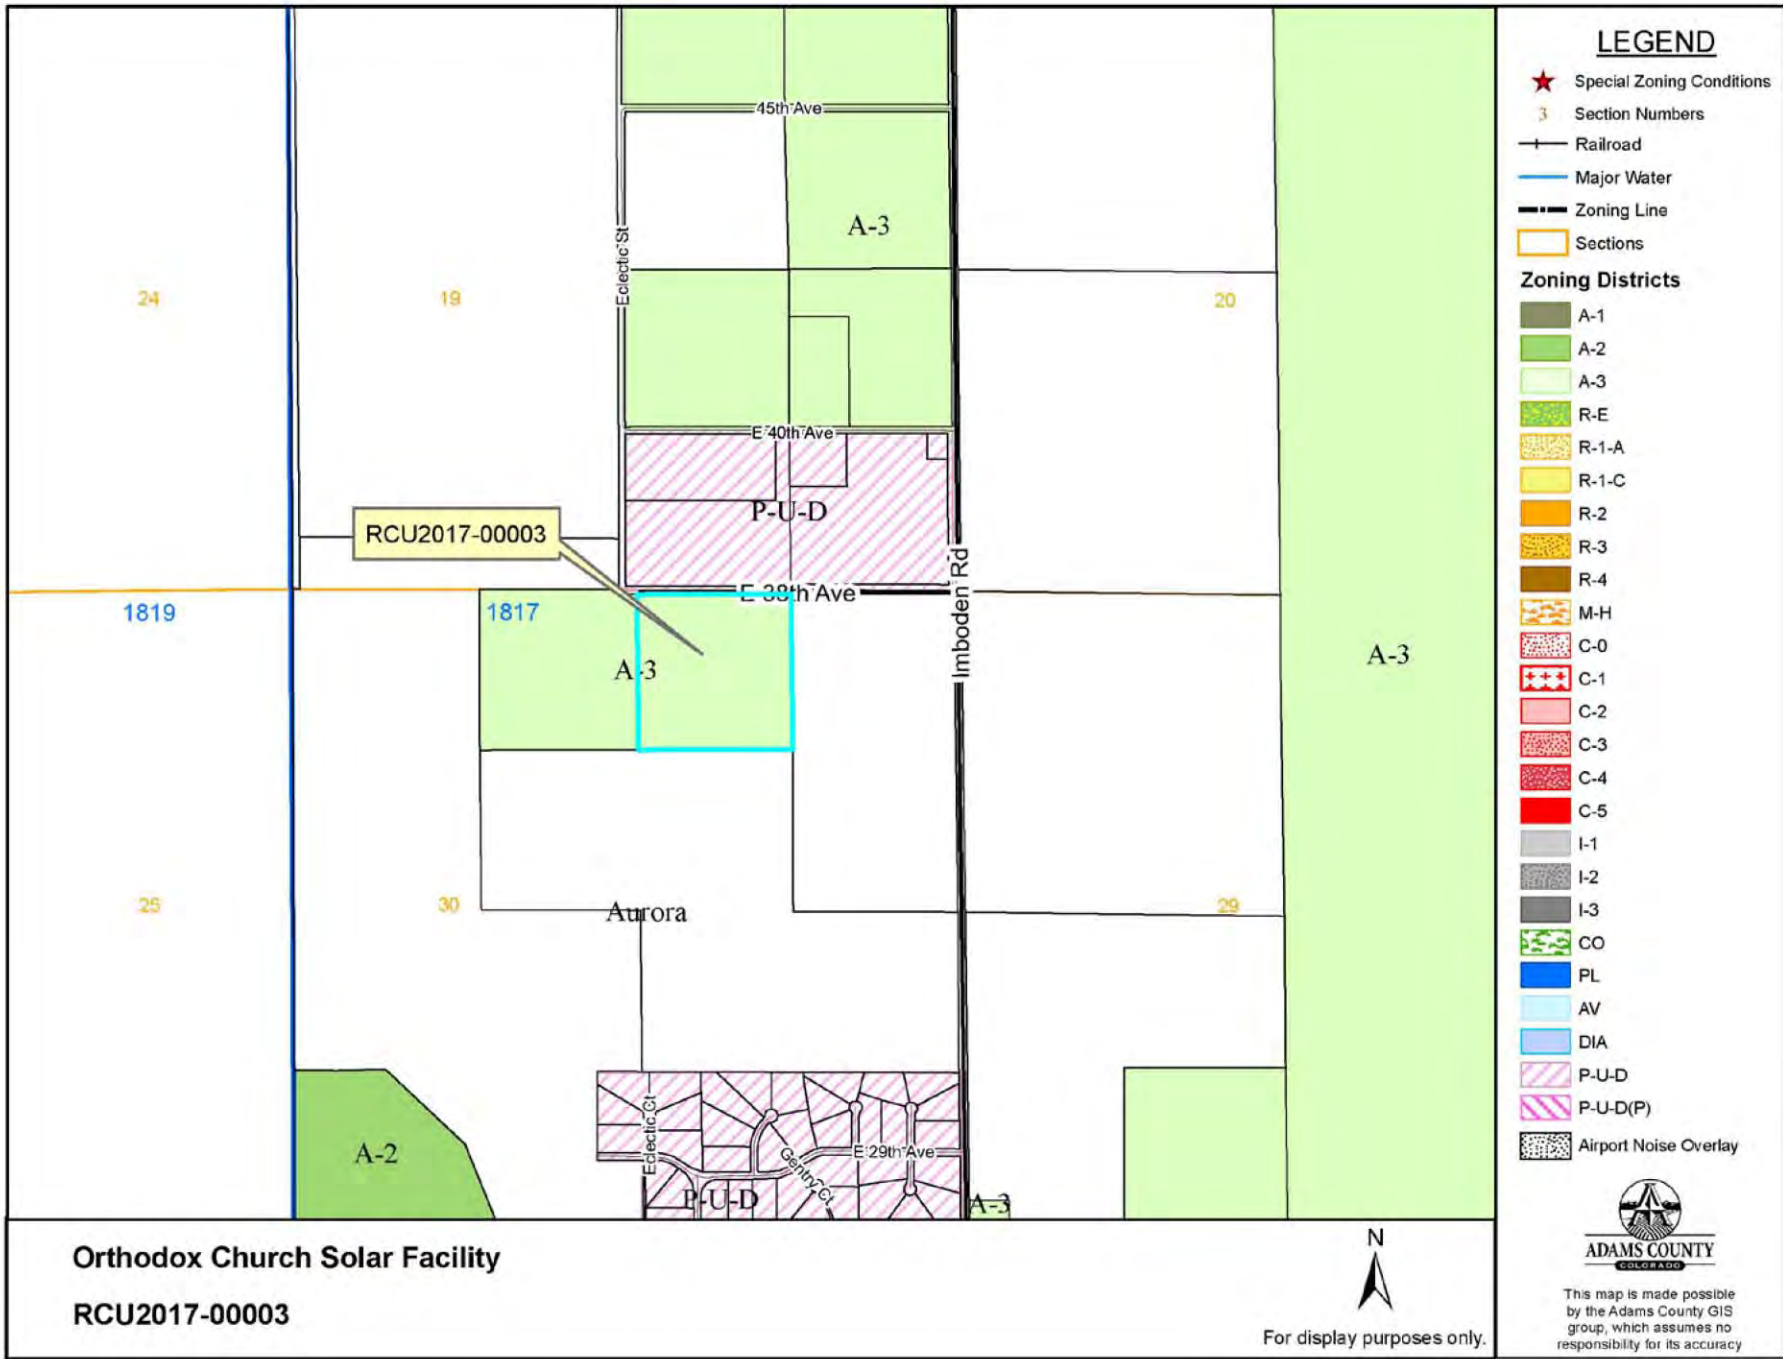 45th Ave
A-3
Eclectic St
24
19
20
E 40th Ave
P-U-D
RCU2017-00003
E 38th Ave
Imboden Rd
1819
1817
A-3
A-3
25
30
Aurora
29
A-2
Eclectic Ct
Gentry Ct
E 29th Ave
P-U-D
A-3
Orthodox Church Solar Facility
RCU2017-00003
N
For display purposes only.
LEGEND
Special Zoning Conditions
3 Section Numbers
Railroad
Major Water
Zoning Line
Sections
Zoning Districts
A-1
A-2
A-3
R-E
R-1-A
R-1-C
R-2
R-3
R-4
M-H
C-0
C-1
C-2
C-3
C-4
C-5
I-1
I-2
I-3
CO
PL
AV
DIA
P-U-D
P-U-D(P)
Airport Noise Overlay
ADAMS COUNTY
COLORADO
This map is made possible
by the Adams County GIS
group, which assumes no
responsibility for its accuracy